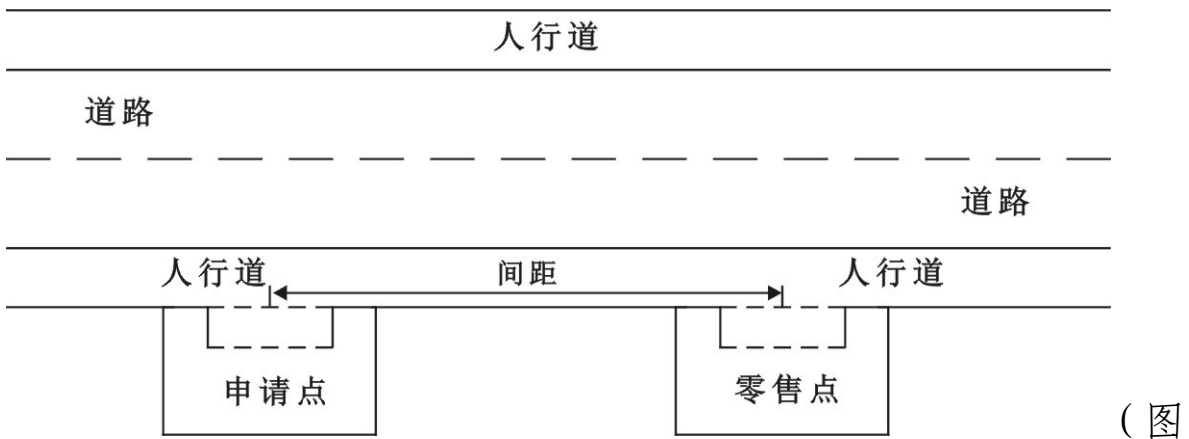 人行道
道路
道路
人行道 间距 人行道
申请点 零售点
(图